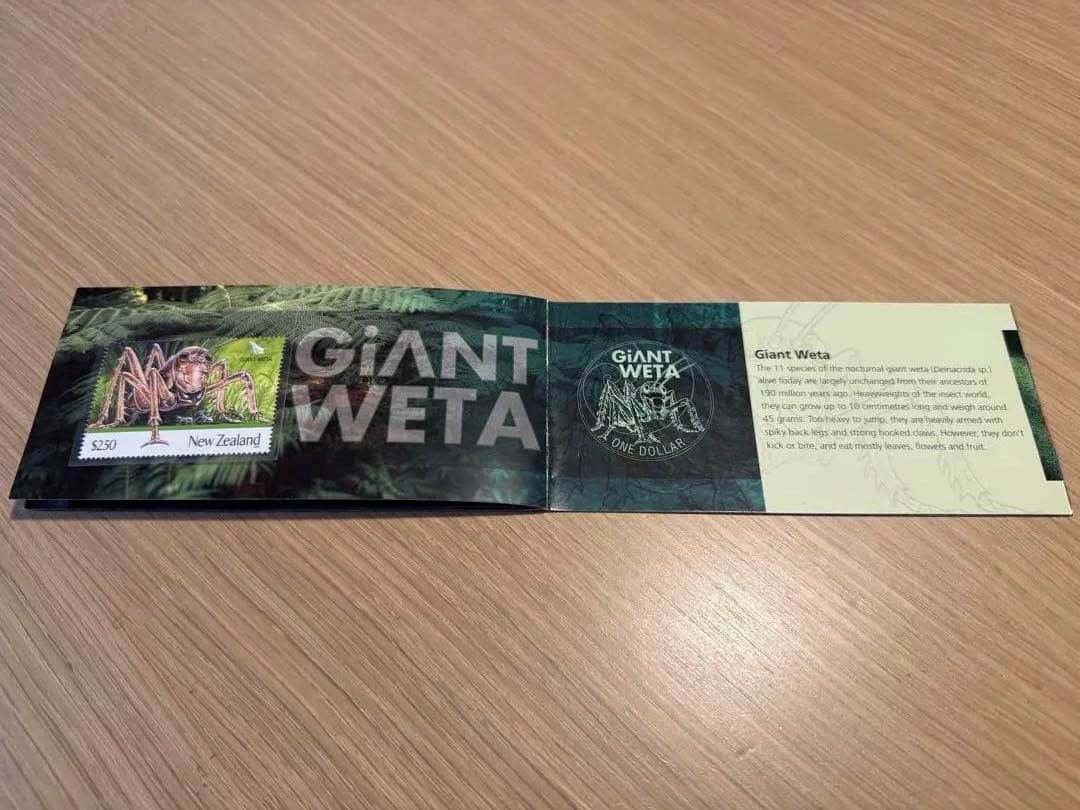 GIANT WETA
$2.50
New Zealand
GiANT
WETA
GiANT
WETA
ONE DOLLAR
Giant Weta
The 11 species of the nocturnal giant weta (Deinacrida sp.)
alive today are largely unchanged from their ancestors of
190 million years ago. Heavyweights of the insect world,
they can grow up to 10 centimetres long and weigh around
45 grams. Too heavy to jump, they are heavily armed with
spiky back legs and strong hooked claws. However, they don't
kick or bite, and eat mostly leaves, flowers and fruit.